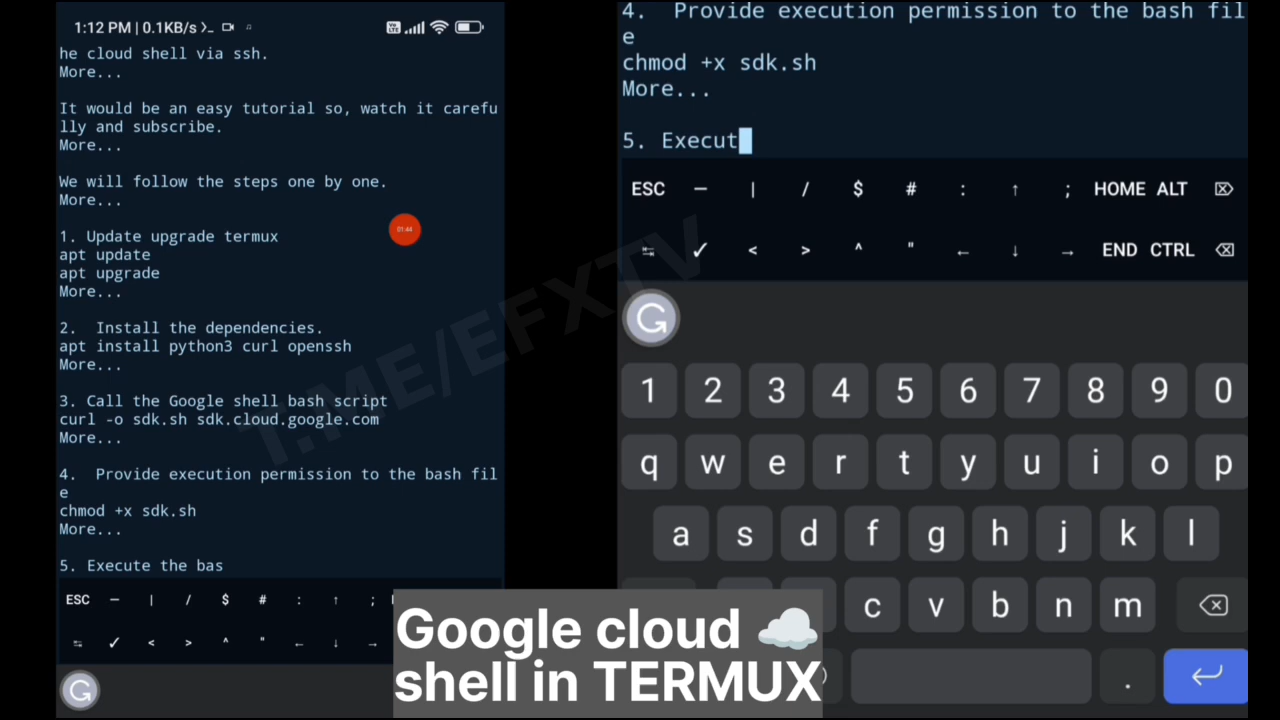 1:12 PM | 0.1KB/s >_
he cloud shell via ssh.
More...
It would be an easy tutorial so, watch it carefu
lly and subscribe.
More...
We will follow the steps one by one.
More...
1. Update upgrade termux
apt update
apt upgrade
More...
2.  Install the dependencies.
apt install python3 curl openssh
More...
3. Call the Google shell bash script
curl -o sdk.sh sdk.cloud.google.com
More...
4.  Provide execution permission to the bash fil
e
chmod +x sdk.sh
More...
5. Execute the bas
ESC — | / $ # : ↑ ;
✓ < > ^ " ← ↓ →
01:44
4.  Provide execution permission to the bash fil
e
chmod +x sdk.sh
More...
5. Execut
ESC — | / $ # : ↑ ; HOME ALT
✓ < > ^ " ← ↓ → END CTRL
1 2 3 4 5 6 7 8 9 0
q w e r t y u i o p
a s d f g h j k l
c v b n m
.
T.ME/EFXTV
Google cloud ☁️
shell in TERMUX